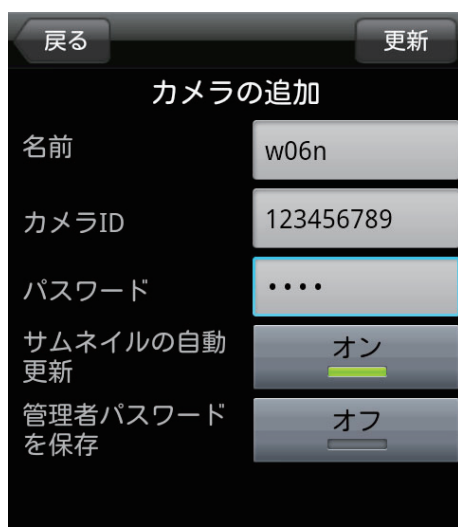 戻る
更新
カメラの追加
名前
w06n
カメラID
123456789
パスワード
••••
サムネイルの自動
更新
オン
管理者パスワード
を保存
オフ